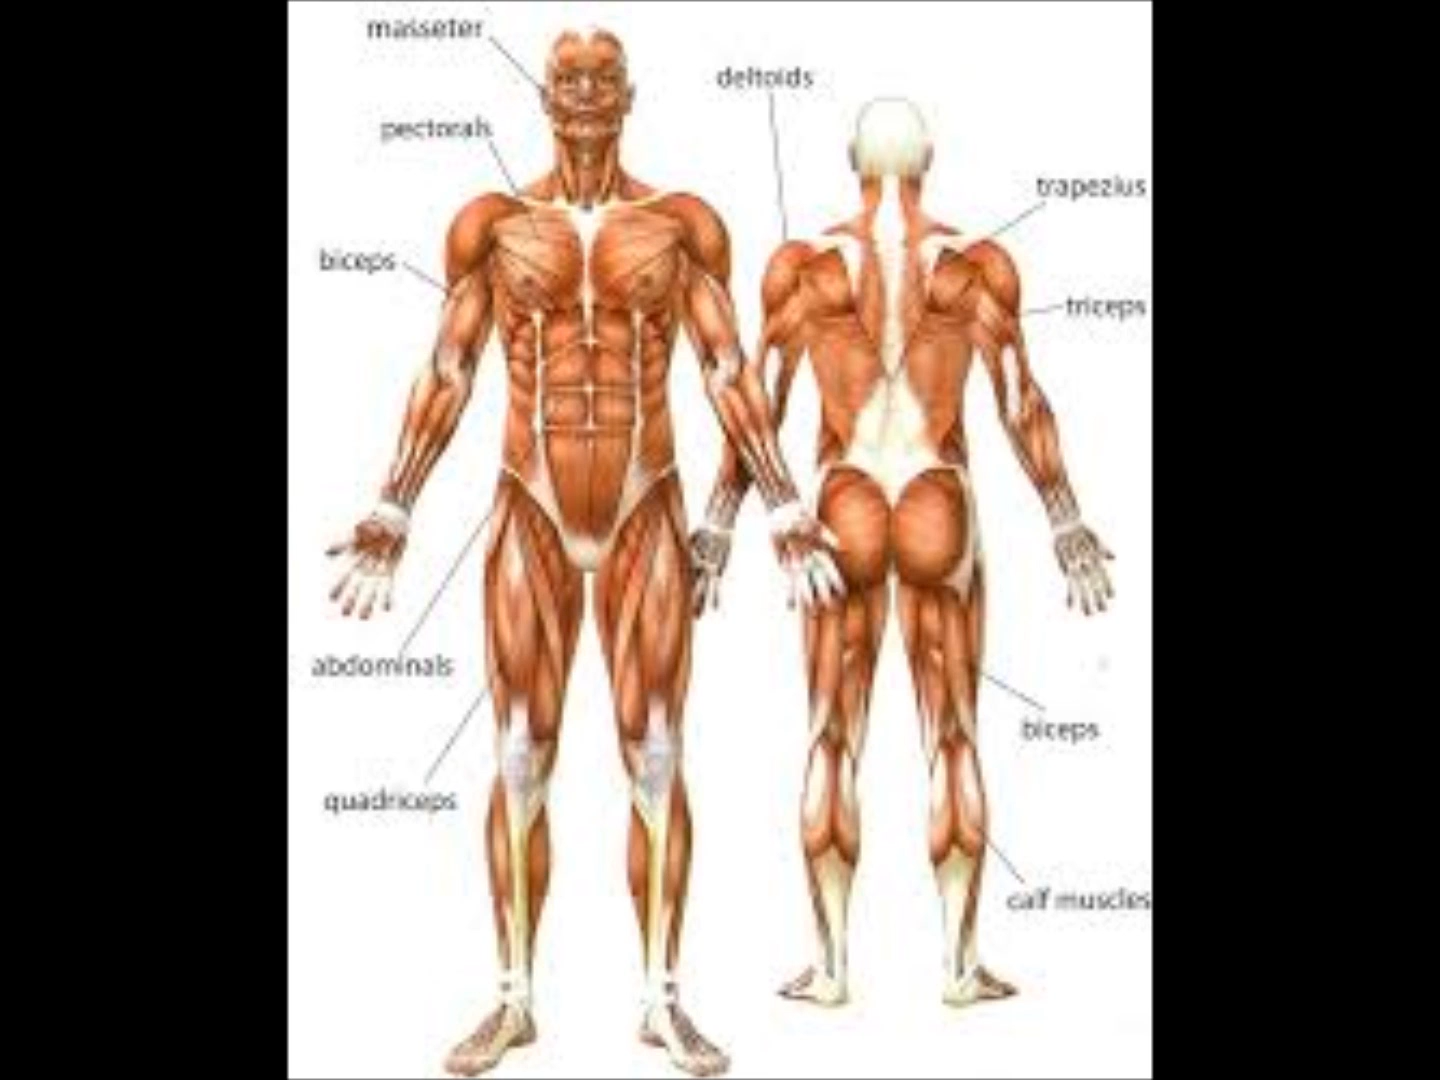 masseter
deltoids
pectorals
trapezius
biceps
triceps
abdominals
biceps
quadriceps
calf muscles